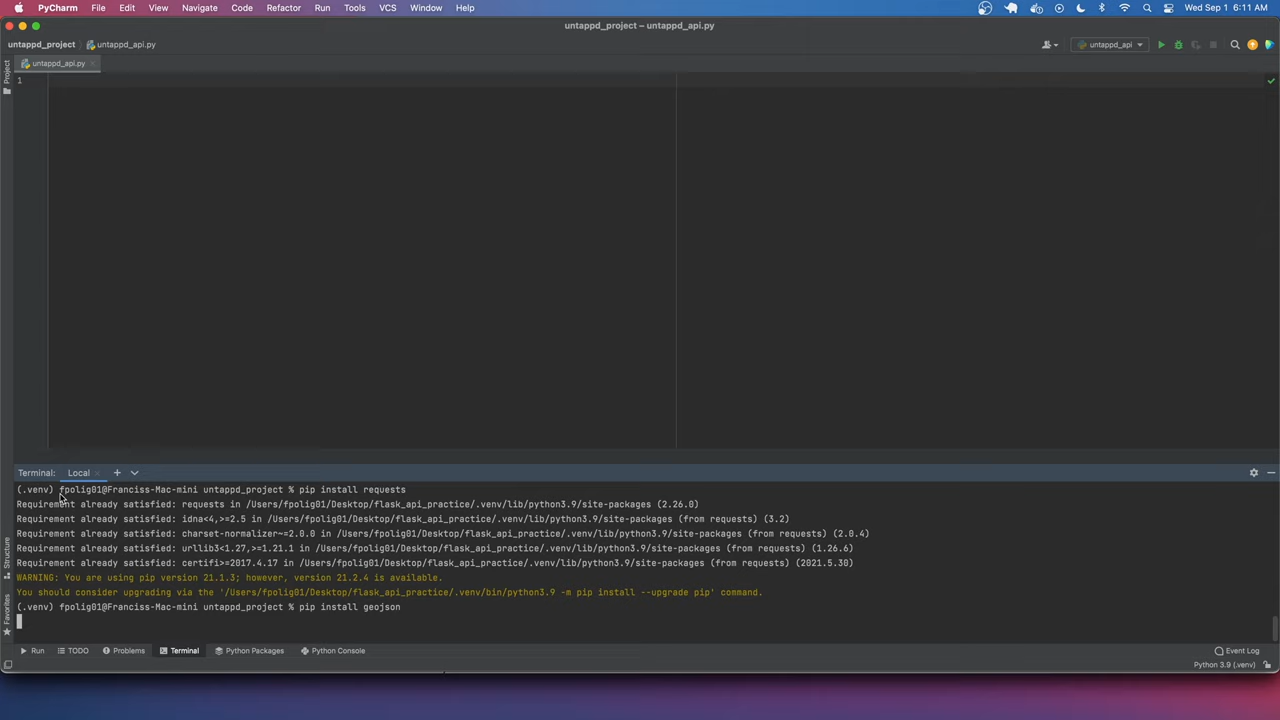 PyCharm File Edit View Navigate Code Refactor Run Tools VCS Window Help Wed Sep 1 6:11 AM
untappd_project – untappd_api.py
untappd_project untappd_api.py untappd_api
Project
untappd_api.py
1
Terminal: Local
(.venv) fpolig01@Franciss-Mac-mini untappd_project % pip install requests
Requirement already satisfied: requests in /Users/fpolig01/Desktop/flask_api_practice/.venv/lib/python3.9/site-packages (2.26.0)
Requirement already satisfied: idna<4,>=2.5 in /Users/fpolig01/Desktop/flask_api_practice/.venv/lib/python3.9/site-packages (from requests) (3.2)
Requirement already satisfied: charset-normalizer~=2.0.0 in /Users/fpolig01/Desktop/flask_api_practice/.venv/lib/python3.9/site-packages (from requests) (2.0.4)
Requirement already satisfied: urllib3<1.27,>=1.21.1 in /Users/fpolig01/Desktop/flask_api_practice/.venv/lib/python3.9/site-packages (from requests) (1.26.6)
Requirement already satisfied: certifi>=2017.4.17 in /Users/fpolig01/Desktop/flask_api_practice/.venv/lib/python3.9/site-packages (from requests) (2021.5.30)
WARNING: You are using pip version 21.1.3; however, version 21.2.4 is available.
You should consider upgrading via the '/Users/fpolig01/Desktop/flask_api_practice/.venv/bin/python3.9 -m pip install --upgrade pip' command.
(.venv) fpolig01@Franciss-Mac-mini untappd_project % pip install geojson
Structure
Favorites
Run TODO Problems Terminal Python Packages Python Console Event Log
Python 3.9 (.venv)